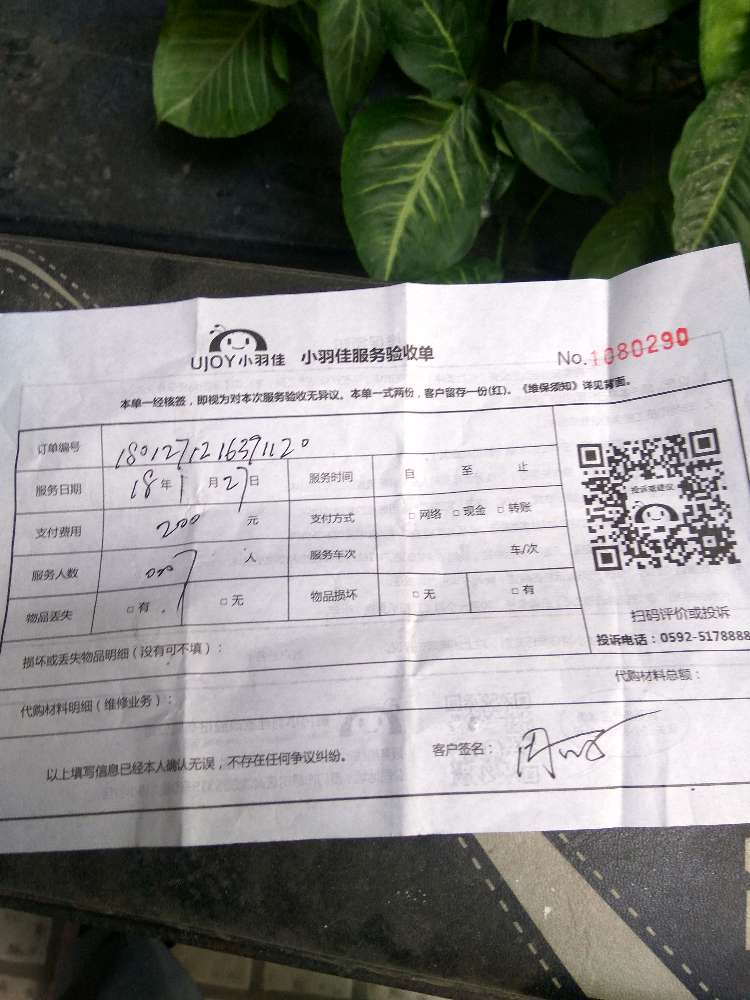 UJOY小羽佳 小羽佳服务验收单 No.1080290
本单一经核签，即视为对本次服务验收无异议。本单一式两份，客户留存一份(红)。《维保须知》详见背面。
订单编号 1801271216391120
服务日期 18年1月27日 服务时间 自 至 止
支付费用 200 元 支付方式 □网络 □现金 □转账
服务人数 人 服务车次 车/次
物品丢失 □有 □无 物品损坏 □无 □有
投诉或建议
扫码评价或投诉
投诉电话：0592-5178888
损坏或丢失物品明细（没有可不填）：
代购材料明细（维修业务）： 代购材料总额：
以上填写信息已经本人确认无误，不存在任何争议纠纷。 客户签名：